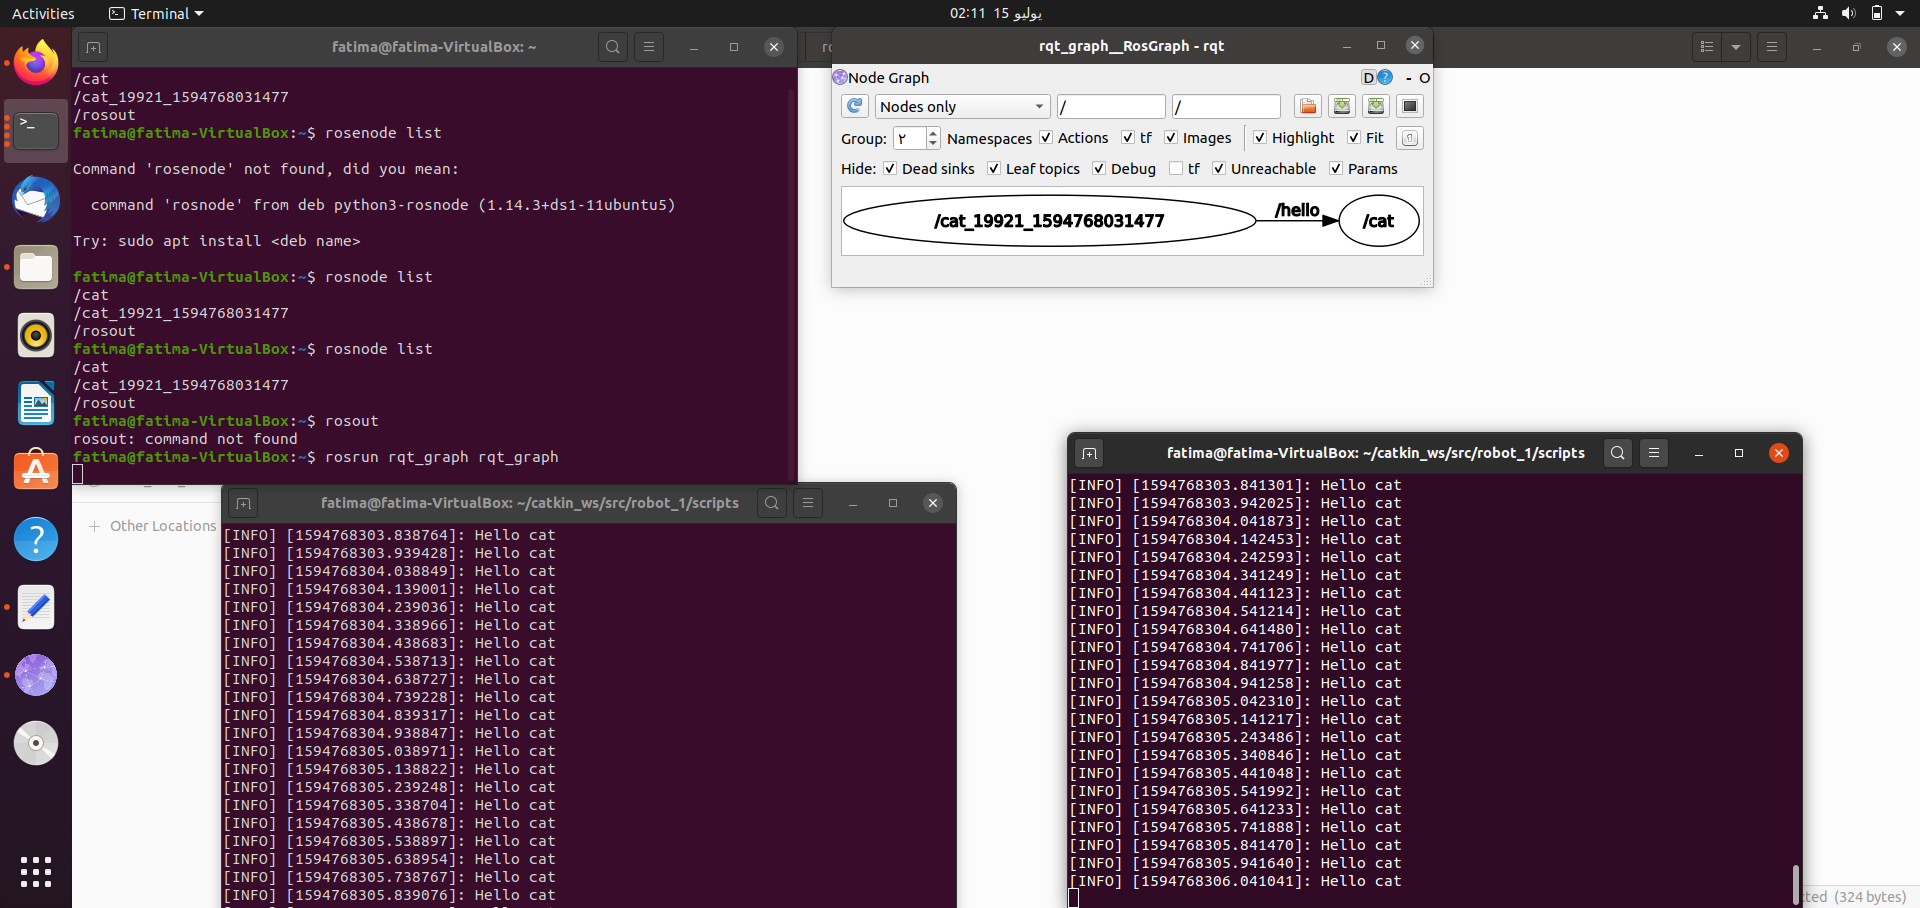 Activities
Terminal
02:11 15 يوليو
fatima@fatima-VirtualBox: ~
/cat
/cat_19921_1594768031477
/rosout
fatima@fatima-VirtualBox:~$ rosenode list
Command 'rosenode' not found, did you mean:
command 'rosnode' from deb python3-rosnode (1.14.3+ds1-11ubuntu5)
Try: sudo apt install <deb name>
fatima@fatima-VirtualBox:~$ rosnode list
/cat
/cat_19921_1594768031477
/rosout
fatima@fatima-VirtualBox:~$ rosnode list
/cat
/cat_19921_1594768031477
/rosout
fatima@fatima-VirtualBox:~$ rosout
rosout: command not found
fatima@fatima-VirtualBox:~$ rosrun rqt_graph rqt_graph
rqt_graph__RosGraph - rqt
Node Graph
D ? - O
Nodes only / /
Group: ٢ Namespaces Actions tf Images Highlight Fit
Hide: Dead sinks Leaf topics Debug tf Unreachable Params
/cat_19921_1594768031477 /hello /cat
Other Locations
fatima@fatima-VirtualBox: ~/catkin_ws/src/robot_1/scripts
[INFO] [1594768303.838764]: Hello cat
[INFO] [1594768303.939428]: Hello cat
[INFO] [1594768304.038849]: Hello cat
[INFO] [1594768304.139001]: Hello cat
[INFO] [1594768304.239036]: Hello cat
[INFO] [1594768304.338966]: Hello cat
[INFO] [1594768304.438683]: Hello cat
[INFO] [1594768304.538713]: Hello cat
[INFO] [1594768304.638727]: Hello cat
[INFO] [1594768304.739228]: Hello cat
[INFO] [1594768304.839317]: Hello cat
[INFO] [1594768304.938847]: Hello cat
[INFO] [1594768305.038971]: Hello cat
[INFO] [1594768305.138822]: Hello cat
[INFO] [1594768305.239248]: Hello cat
[INFO] [1594768305.338704]: Hello cat
[INFO] [1594768305.438678]: Hello cat
[INFO] [1594768305.538897]: Hello cat
[INFO] [1594768305.638954]: Hello cat
[INFO] [1594768305.738767]: Hello cat
[INFO] [1594768305.839076]: Hello cat
fatima@fatima-VirtualBox: ~/catkin_ws/src/robot_1/scripts
[INFO] [1594768303.841301]: Hello cat
[INFO] [1594768303.942025]: Hello cat
[INFO] [1594768304.041873]: Hello cat
[INFO] [1594768304.142453]: Hello cat
[INFO] [1594768304.242593]: Hello cat
[INFO] [1594768304.341249]: Hello cat
[INFO] [1594768304.441123]: Hello cat
[INFO] [1594768304.541214]: Hello cat
[INFO] [1594768304.641480]: Hello cat
[INFO] [1594768304.741706]: Hello cat
[INFO] [1594768304.841977]: Hello cat
[INFO] [1594768304.941258]: Hello cat
[INFO] [1594768305.042310]: Hello cat
[INFO] [1594768305.141217]: Hello cat
[INFO] [1594768305.243486]: Hello cat
[INFO] [1594768305.340846]: Hello cat
[INFO] [1594768305.441048]: Hello cat
[INFO] [1594768305.541992]: Hello cat
[INFO] [1594768305.641233]: Hello cat
[INFO] [1594768305.741888]: Hello cat
[INFO] [1594768305.841470]: Hello cat
[INFO] [1594768305.941640]: Hello cat
[INFO] [1594768306.041041]: Hello cat
(324 bytes)